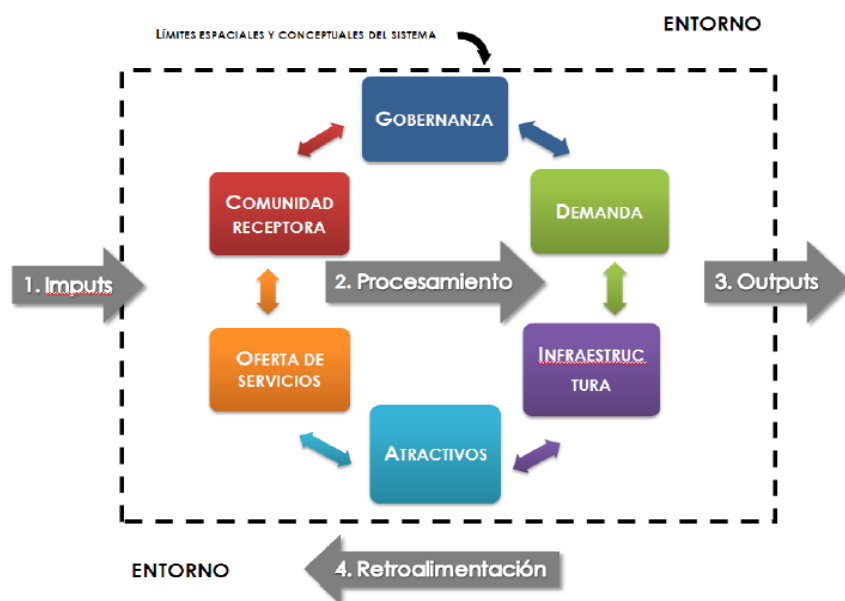 ENTORNO
LÍMITES ESPACIALES Y CONCEPTUALES DEL SISTEMA
GOBERNANZA
COMUNIDAD
RECEPTORA
DEMANDA
1. Imputs
2. Procesamiento
3. Outputs
OFERTA DE
SERVICIOS
INFRAESTRUC
TURA
ATRACTIVOS
ENTORNO
4. Retroalimentación